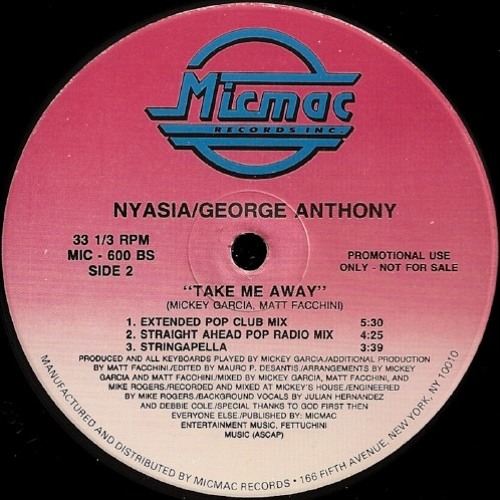 Micmac
RECORDS INC.
NYASIA/GEORGE ANTHONY
33 1/3 RPM
MIC - 600 BS
SIDE 2
PROMOTIONAL USE
ONLY - NOT FOR SALE
"TAKE ME AWAY"
(MICKEY GARCIA, MATT FACCHINI)
1. EXTENDED POP CLUB MIX 5:30
2. STRAIGHT AHEAD POP RADIO MIX 4:25
3. STRINGAPELLA 3:39
PRODUCED AND ALL KEYBOARDS PLAYED BY MICKEY GARCIA/ADDITIONAL PRODUCTION
BY MATT FACCHINI/EDITED BY MAURO P. DESANTIS/ARRANGEMENTS BY MICKEY
GARCIA AND MATT FACCHINI/MIXED BY MICKEY GARCIA, MATT FACCHINI, AND
MIKE ROGERS/RECORDED AND MIXED AT MICKEY'S HOUSE/ENGINEERED
BY MIKE ROGERS/BACKGROUND VOCALS BY JULIAN HERNANDEZ
AND DEBBIE COLE/SPECIAL THANKS TO GOD FIRST THEN
EVERYONE ELSE/PUBLISHED BY: MICMAC
ENTERTAINMENT MUSIC, FETTUCHINI
MUSIC (ASCAP)
MANUFACTURED AND DISTRIBUTED BY MICMAC RECORDS • 166 FIFTH AVENUE, NEW YORK, NY 10010